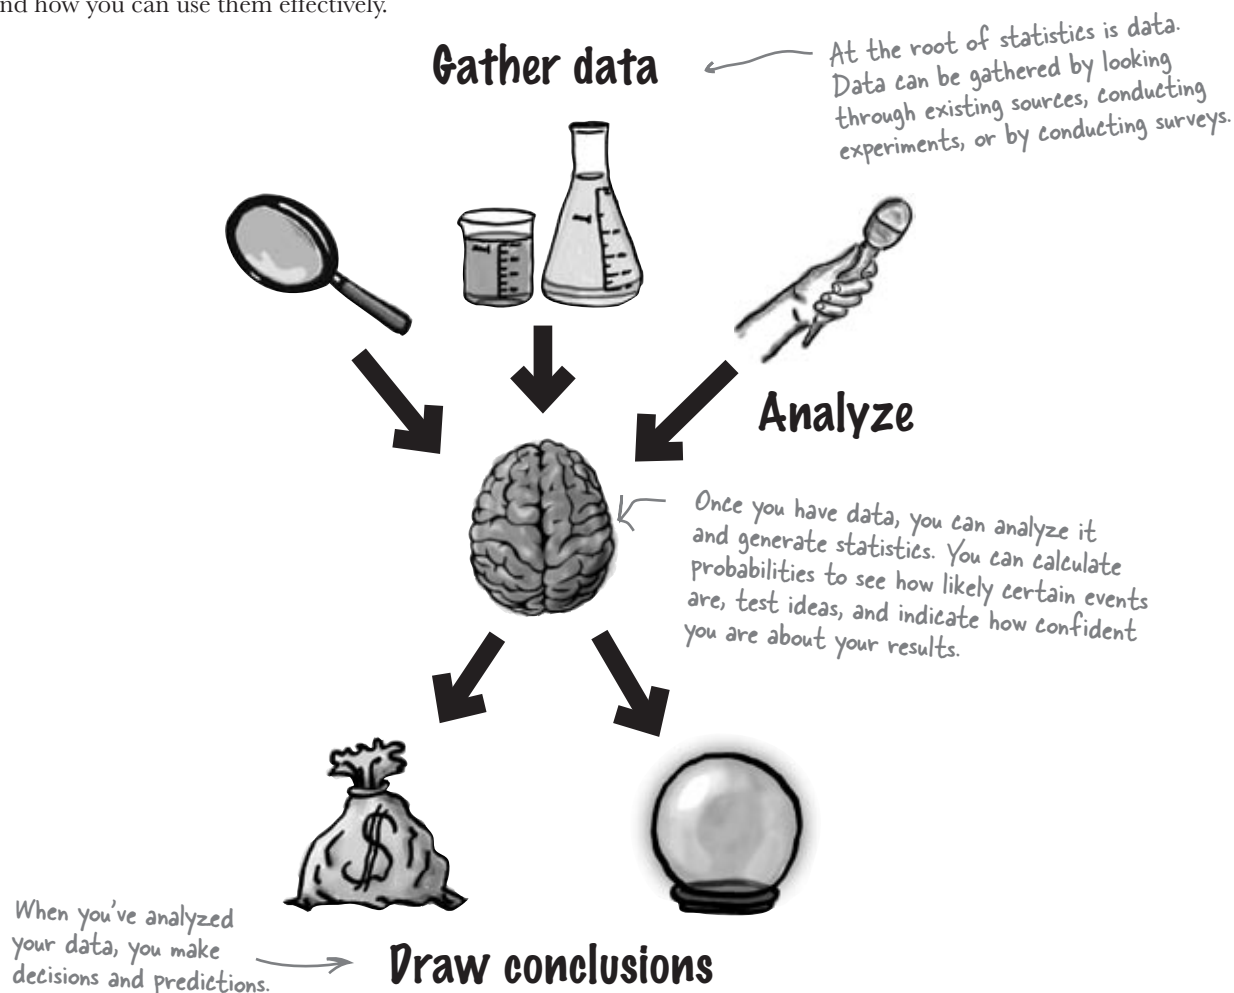 nd how you can use them effectively.
Gather data
At the root of statistics is data.
Data can be gathered by looking
through existing sources, conducting
experiments, or by conducting surveys.
Analyze
Once you have data, you can analyze it
and generate statistics. You can calculate
probabilities to see how likely certain events
are, test ideas, and indicate how confident
you are about your results.
$
When you've analyzed
your data, you make
decisions and predictions.
Draw conclusions